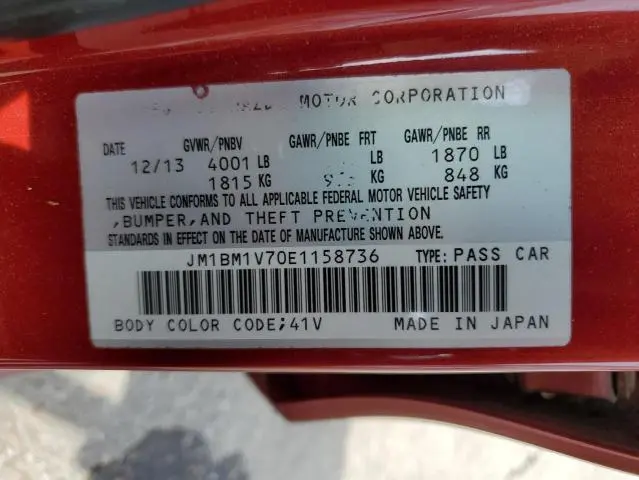 MOTOR CORPORATION
DATE GVWR/PNBV GAWR/PNBE FRT GAWR/PNBE RR
12/13 4001 LB LB 1870 LB
1815 KG KG 848 KG
THIS VEHICLE CONFORMS TO ALL APPLICABLE FEDERAL MOTOR VEHICLE SAFETY
,BUMPER,AND THEFT PREVENTION
STANDARDS IN EFFECT ON THE DATE OF MANUFACTURE SHOWN ABOVE.
JM1BM1V70E1158736 TYPE: PASS CAR
BODY COLOR CODE;41V MADE IN JAPAN